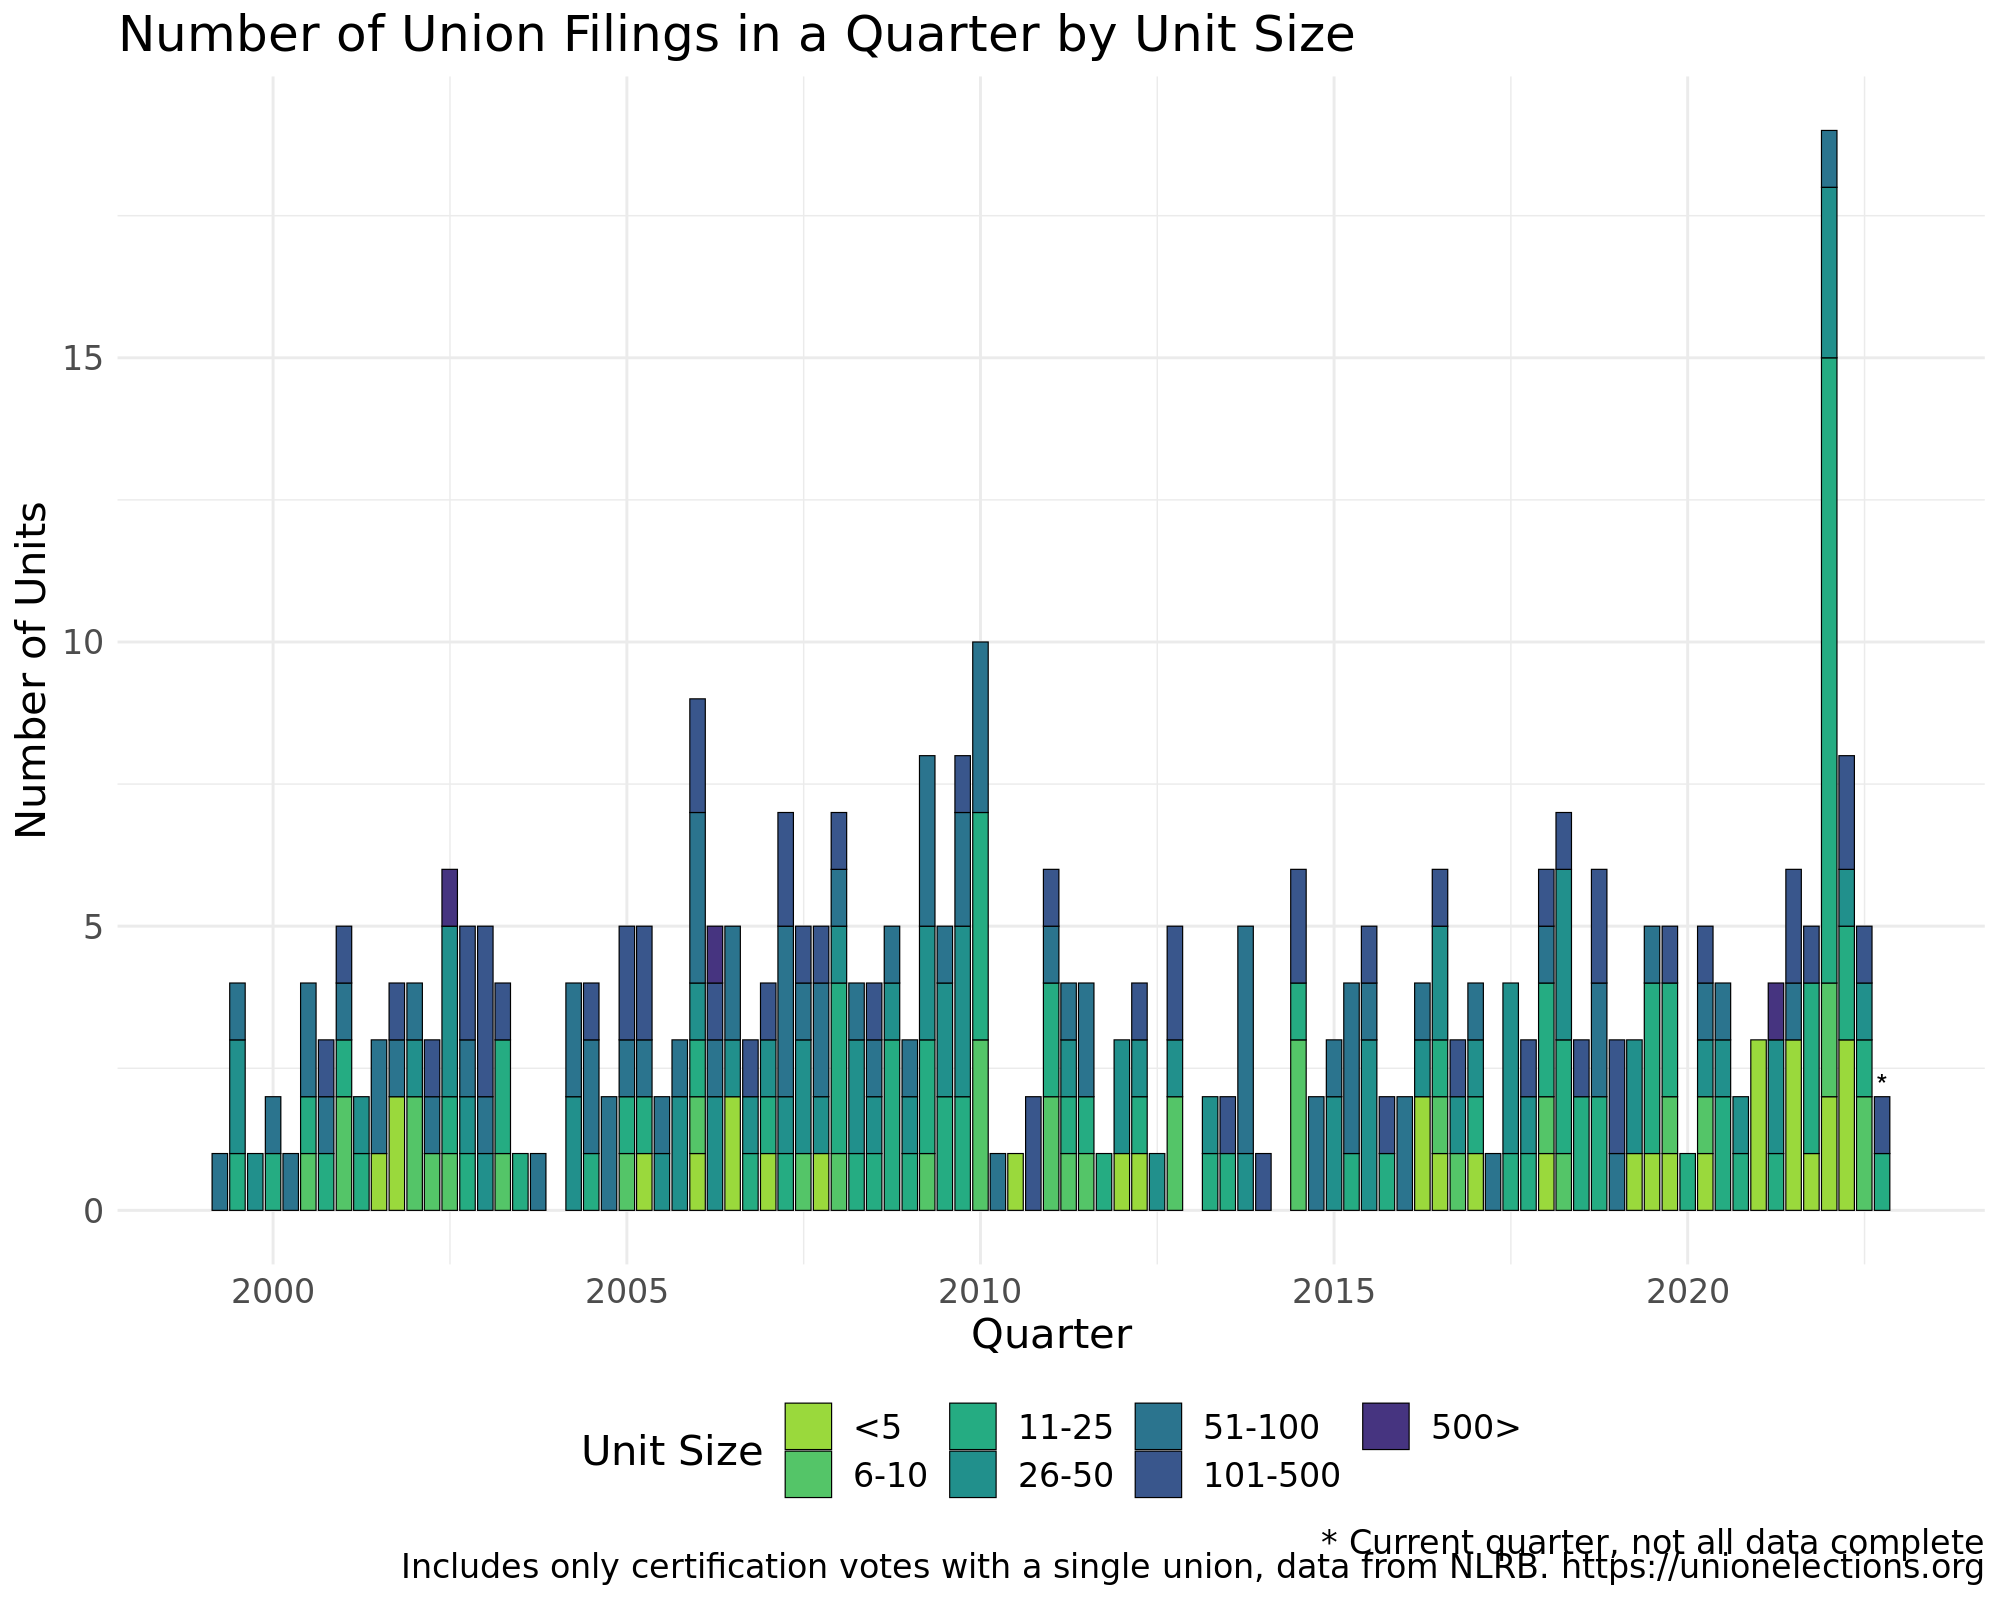 Number of Union Filings in a Quarter by Unit Size
Number of Units
15
10
5
0
*
2000 2005 2010 2015 2020
Quarter
Unit Size
<5 11-25 51-100 500>
6-10 26-50 101-500
* Current quarter, not all data complete
Includes only certification votes with a single union, data from NLRB. https://unionelections.org